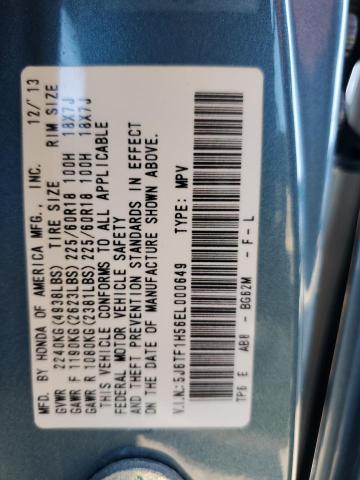 MFD. BY HONDA OF AMERICA MFG., INC. 12/'13
GVWR 2240KG(4938LBS) TIRE SIZE RIM SIZE
GAWR F 1190KG(2623LBS) 225/60R18 100H 18X7J
GAWR R 1080KG(2381LBS) 225/60R18 100H 18X7J
THIS VEHICLE CONFORMS TO ALL APPLICABLE
FEDERAL MOTOR VEHICLE SAFETY
AND THEFT PREVENTION STANDARDS IN EFFECT
ON THE DATE OF MANUFACTURE SHOWN ABOVE.
V.I.N.:5J6TF1H56EL000649 TYPE: MPV
TP6 E AB8 - BG62M - F - L